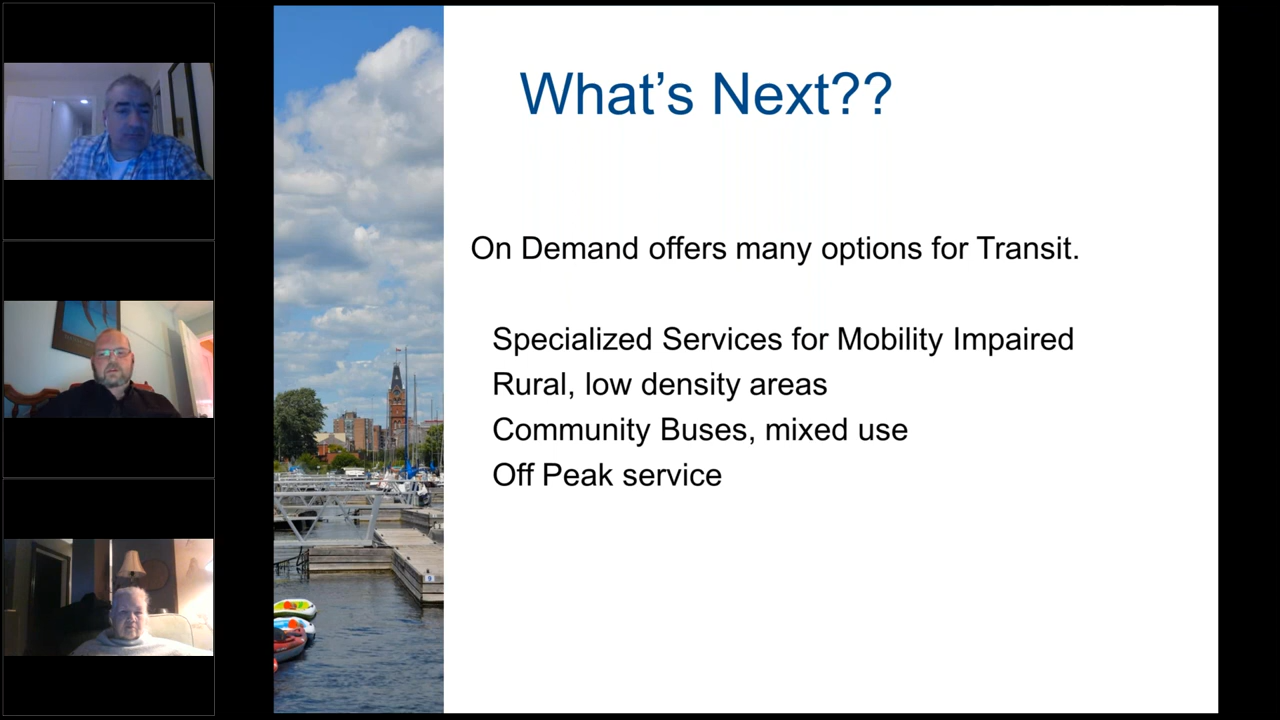 What’s Next??
On Demand offers many options for Transit.
Specialized Services for Mobility Impaired
Rural, low density areas
Community Buses, mixed use
Off Peak service
9